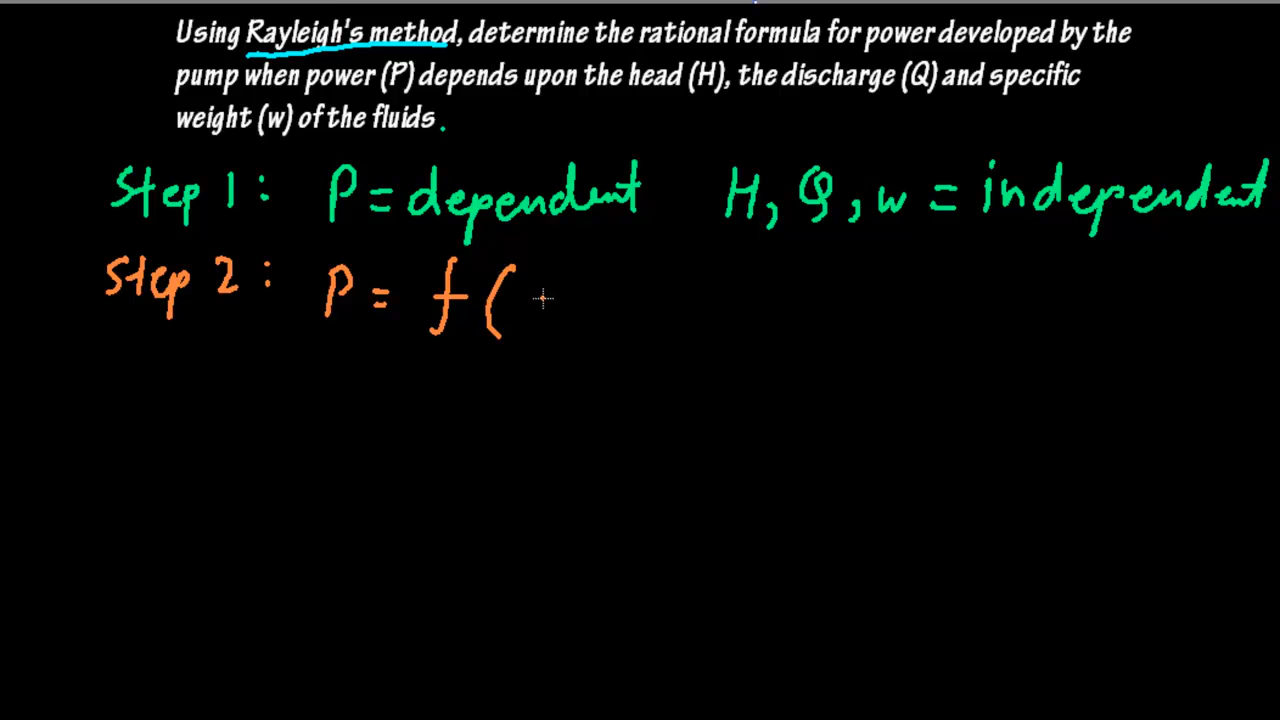 Using Rayleigh's method, determine the rational formula for power developed by the
pump when power (P) depends upon the head (H), the discharge (Q) and specific
weight (w) of the fluids.
Step 1: P = dependent H, Q, w = independent
Step 2: P = f (